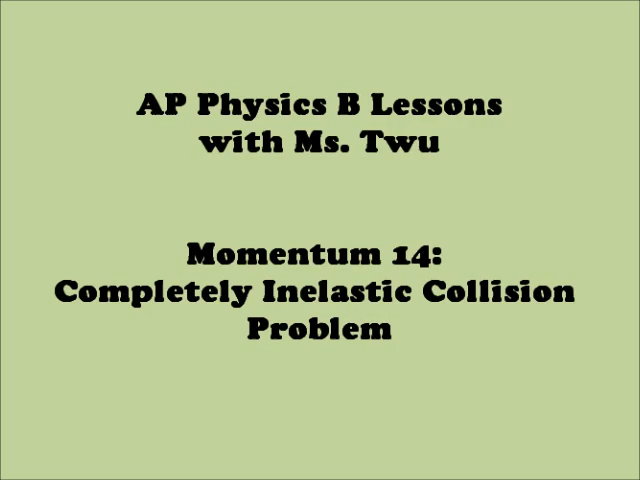 AP Physics B Lessons
with Ms. Twu
Momentum 14:
Completely Inelastic Collision
Problem